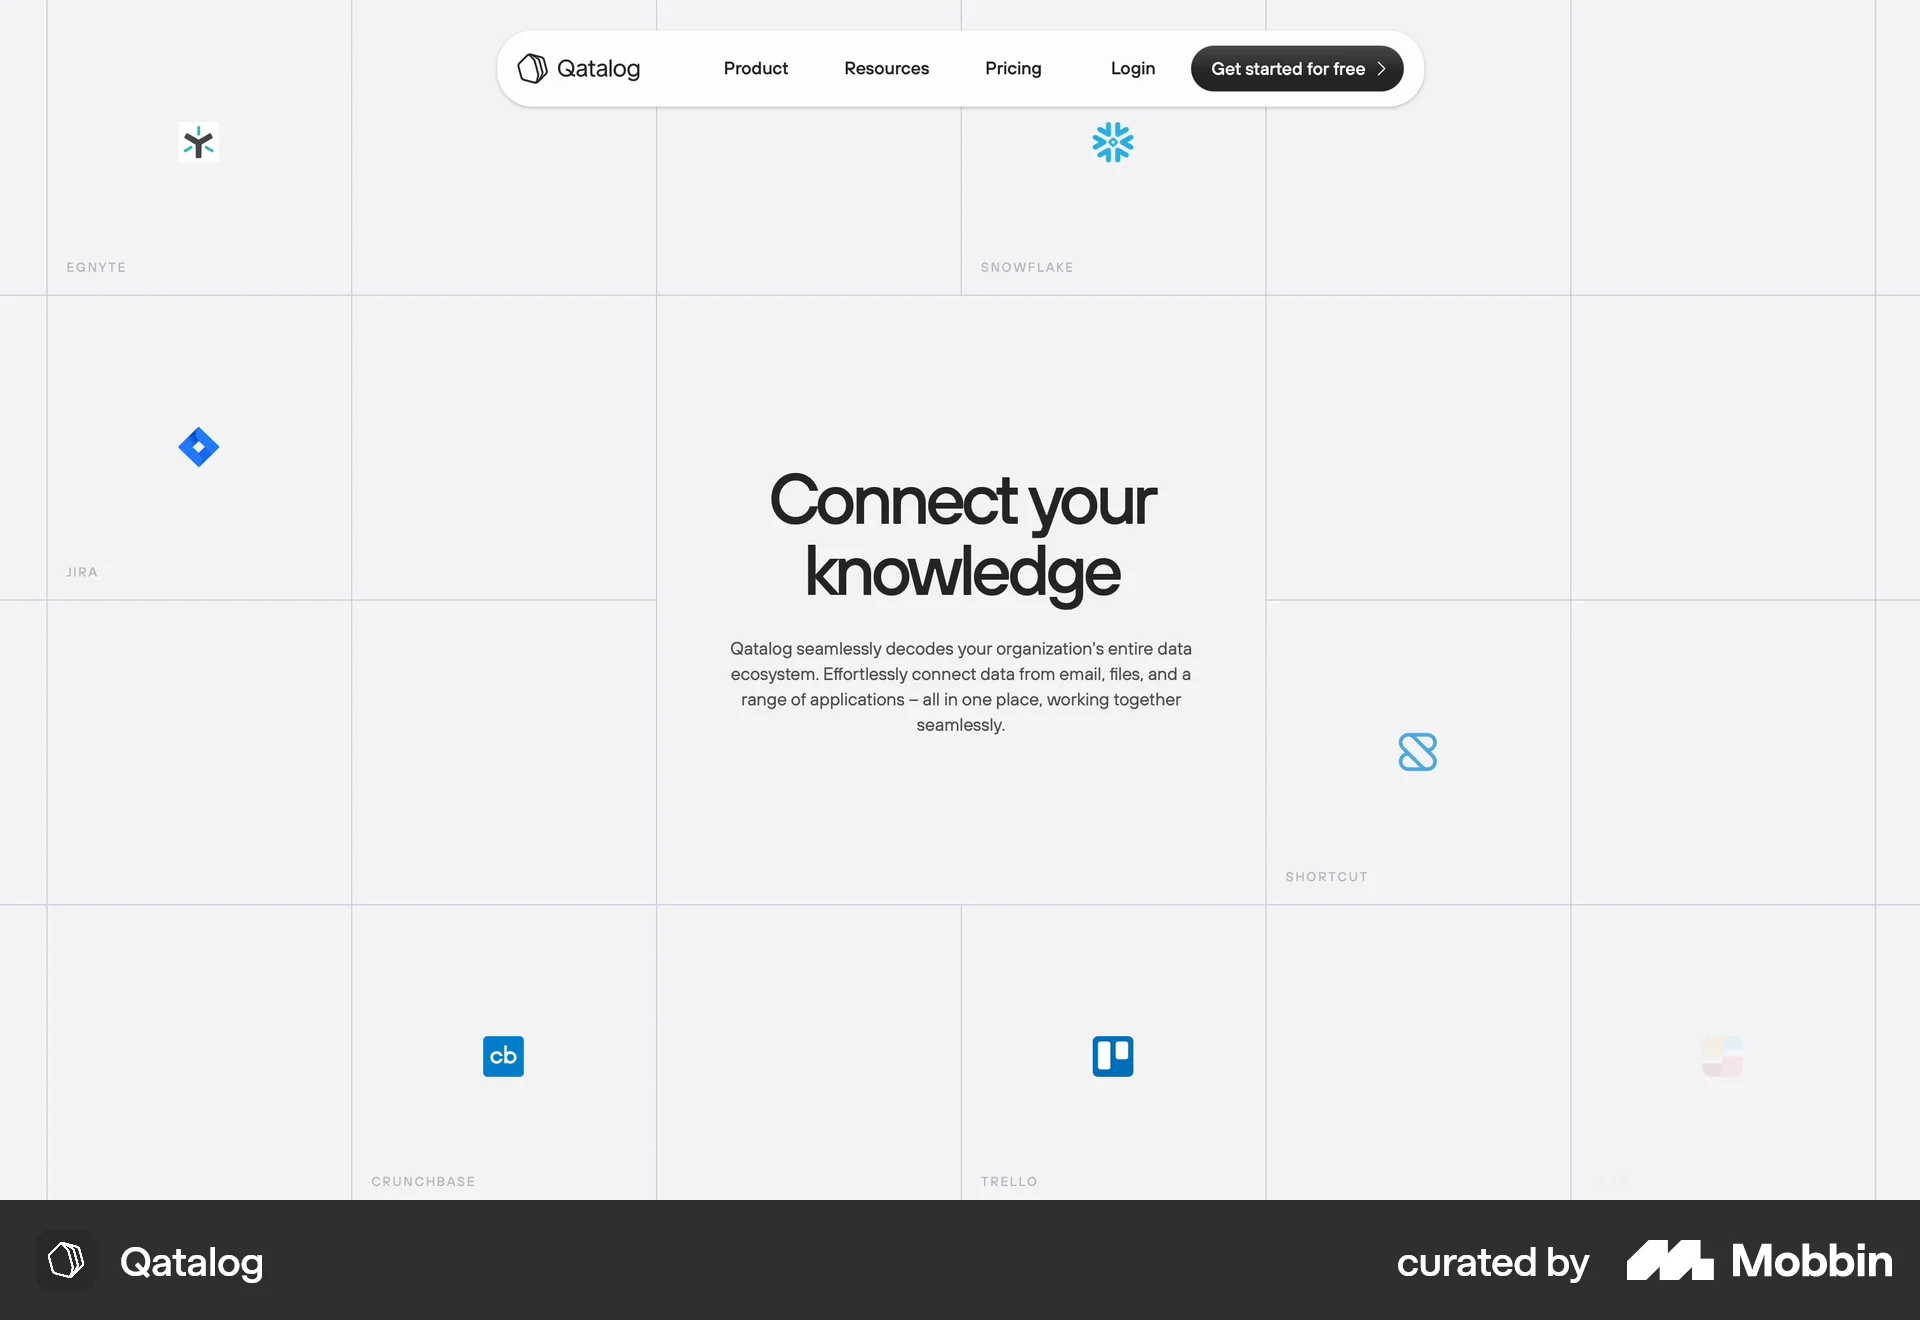 Qatalog
Product
Resources
Pricing
Login
Get started for free
EGNYTE
SNOWFLAKE
JIRA
Connect your
knowledge
Qatalog seamlessly decodes your organization's entire data
ecosystem. Effortlessly connect data from email, files, and a
range of applications – all in one place, working together
seamlessly.
SHORTCUT
cb
CRUNCHBASE
TRELLO
Qatalog
curated by
Mobbin